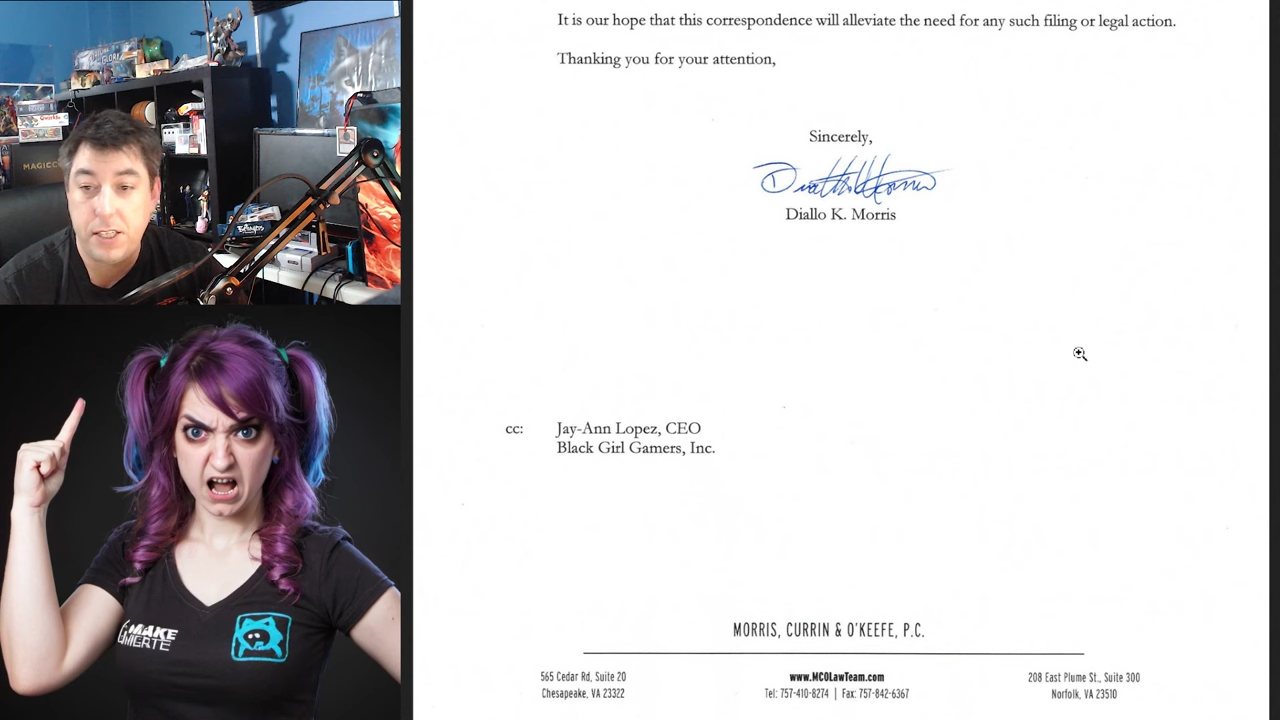 It is our hope that this correspondence will alleviate the need for any such filing or legal action.
Thanking you for your attention,
Sincerely,
Diallo K. Morris
cc: Jay-Ann Lopez, CEO
Black Girl Gamers, Inc.
MORRIS, CURRIN & O'KEEFE, P.C.
565 Cedar Rd, Suite 20
Chesapeake, VA 23322
www.MCOLawTeam.com
Tel: 757-410-8274 | Fax: 757-842-6367
208 East Plume St., Suite 300
Norfolk, VA 23510
GLORY
Qwirkle
MAGIC
MAKE